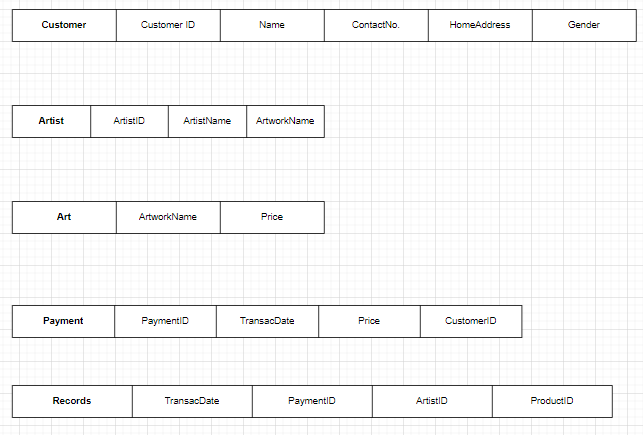 Customer Customer ID Name ContactNo. HomeAddress Gender
Artist ArtistID ArtistName ArtworkName
Art ArtworkName Price
Payment PaymentID TransacDate Price CustomerID
Records TransacDate PaymentID ArtistID ProductID